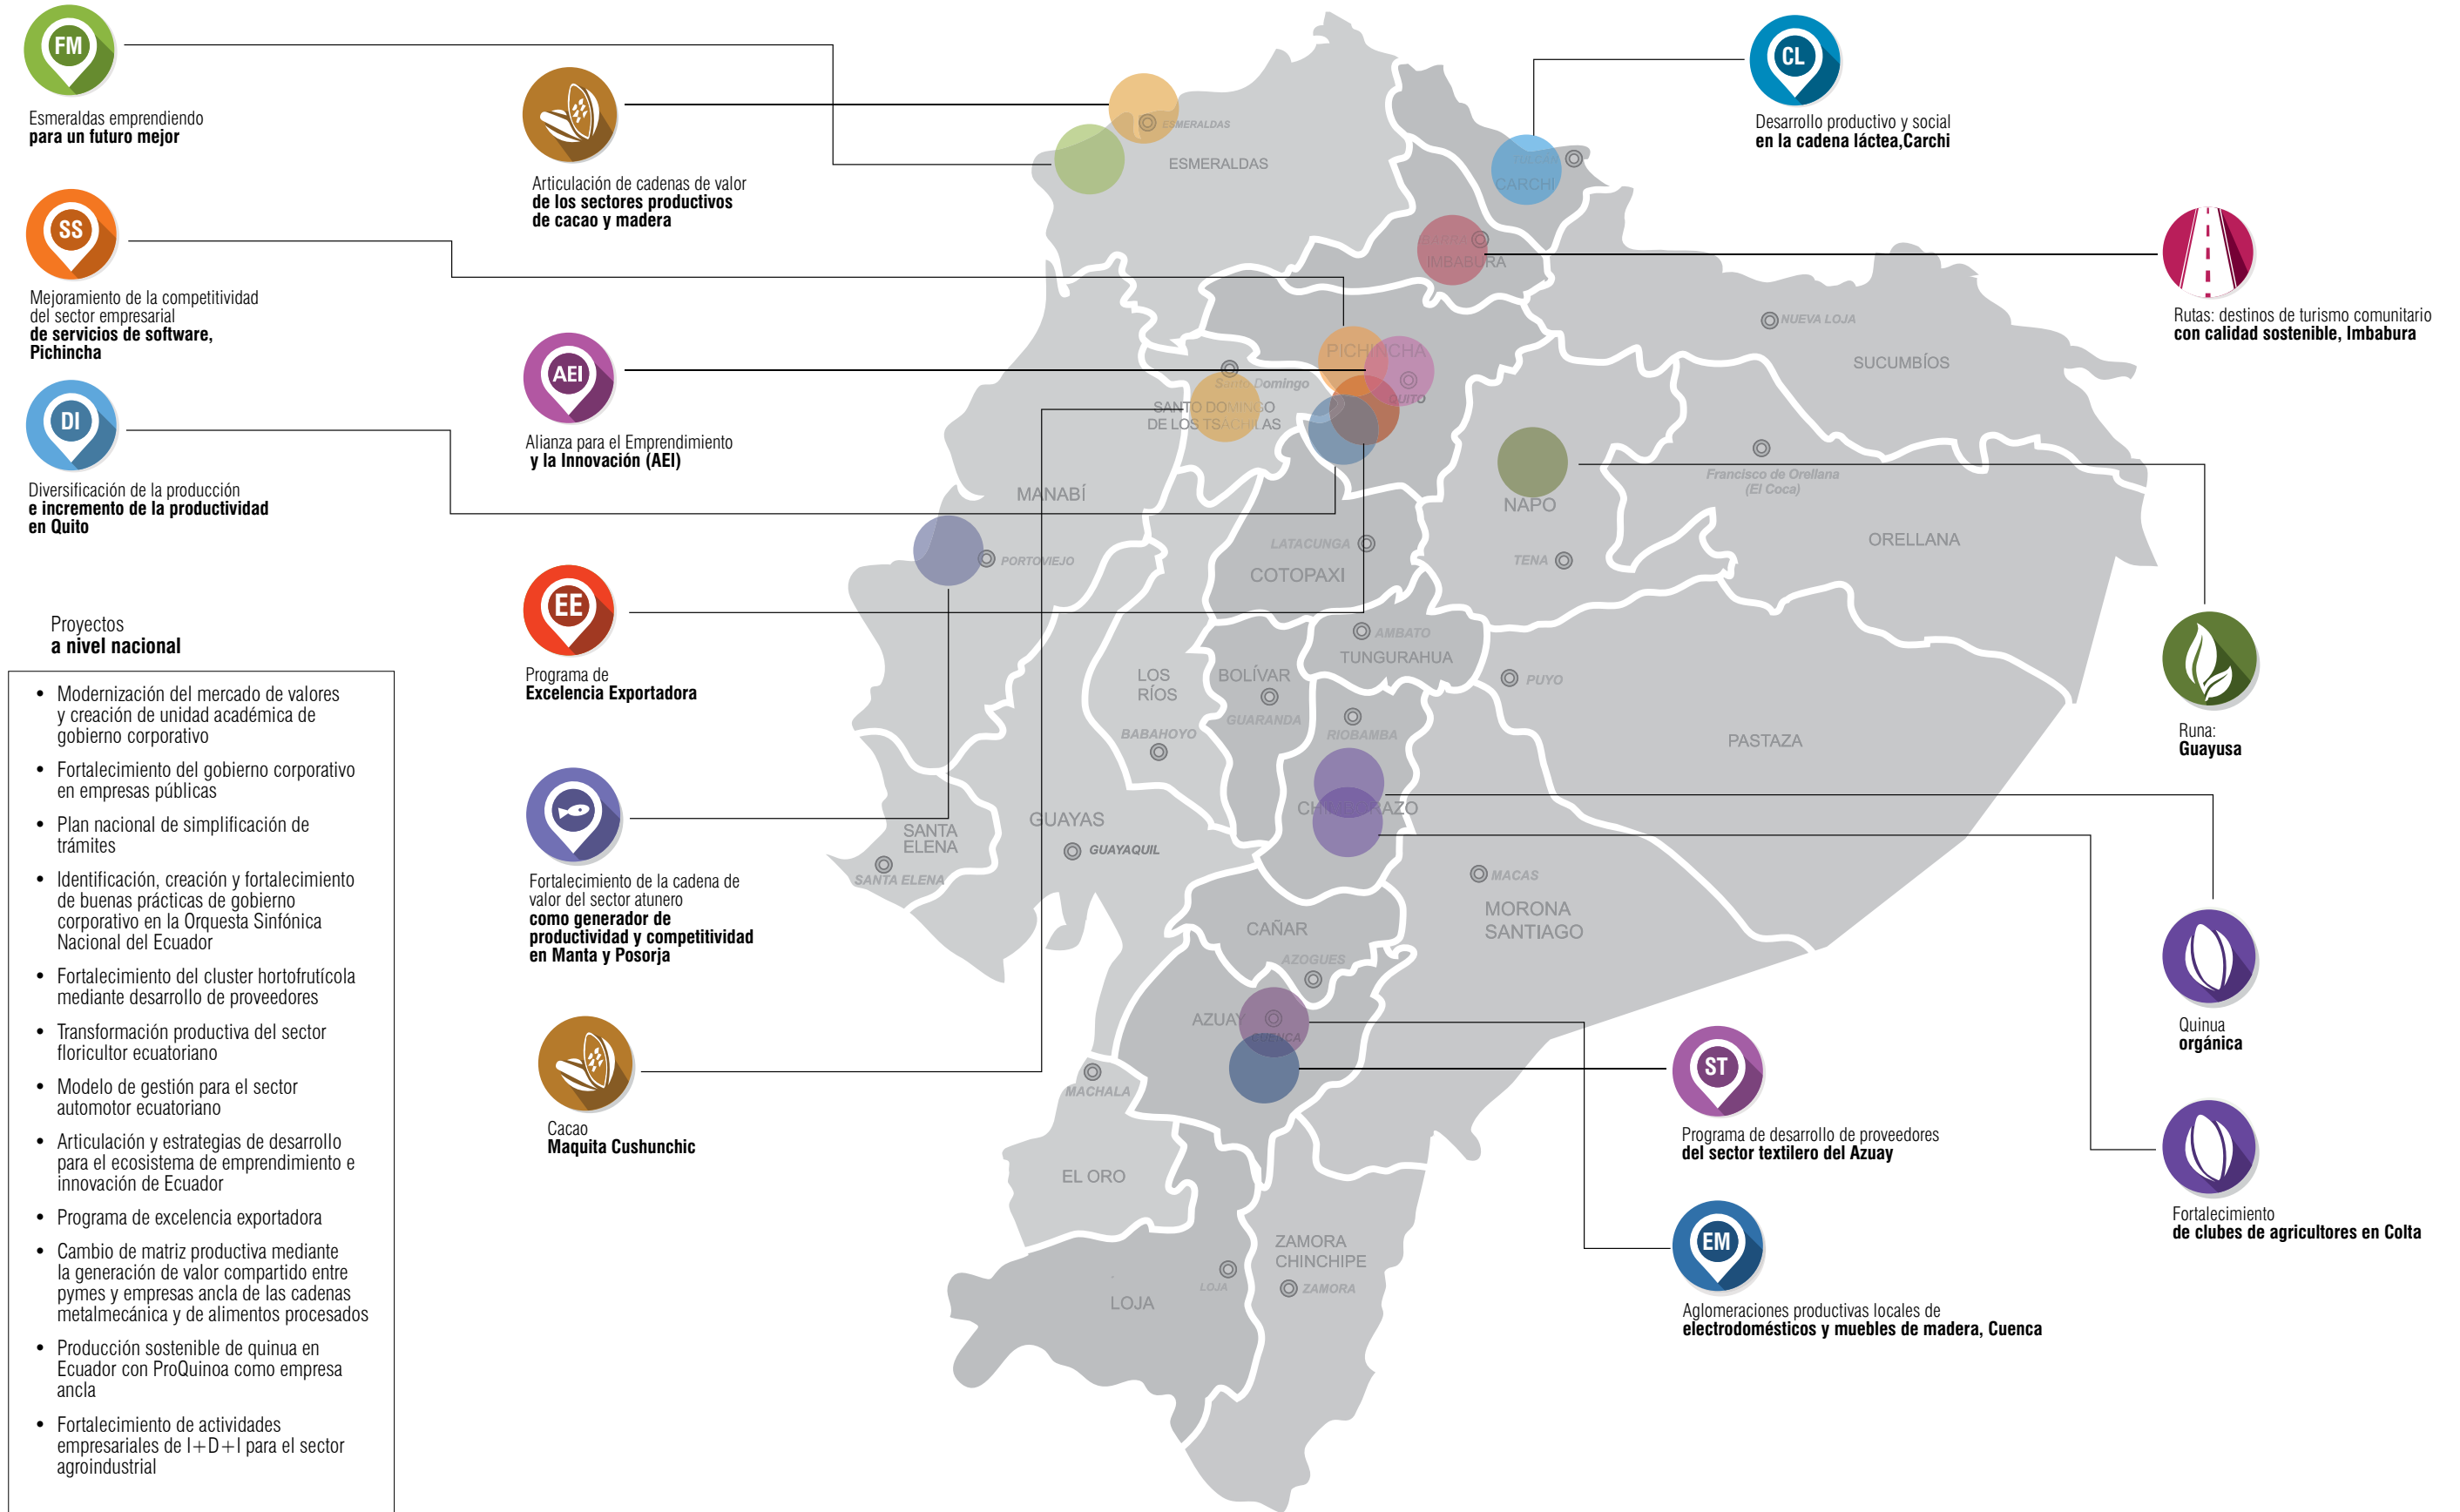 FM
Esmeraldas emprendiendo
para un futuro mejor
SS
Mejoramiento de la competitividad
del sector empresarial
de servicios de software,
Pichincha
DI
Diversificación de la producción
e incremento de la productividad
en Quito
Articulación de cadenas de valor
de los sectores productivos
de cacao y madera
AEI
Alianza para el Emprendimiento
y la Innovación (AEI)
EE
Programa de
Excelencia Exportadora
Fortalecimiento de la cadena de
valor del sector atunero
como generador de
productividad y competitividad
en Manta y Posorja
Cacao
Maquita Cushunchic
Proyectos
a nivel nacional
• Modernización del mercado de valores
y creación de unidad académica de
gobierno corporativo
• Fortalecimiento del gobierno corporativo
en empresas públicas
• Plan nacional de simplificación de
trámites
• Identificación, creación y fortalecimiento
de buenas prácticas de gobierno
corporativo en la Orquesta Sinfónica
Nacional del Ecuador
• Fortalecimiento del cluster hortofrutícola
mediante desarrollo de proveedores
• Transformación productiva del sector
floricultor ecuatoriano
• Modelo de gestión para el sector
automotor ecuatoriano
• Articulación y estrategias de desarrollo
para el ecosistema de emprendimiento e
innovación de Ecuador
• Programa de excelencia exportadora
• Cambio de matriz productiva mediante
la generación de valor compartido entre
pymes y empresas ancla de las cadenas
metalmecánica y de alimentos procesados
• Producción sostenible de quinua en
Ecuador con ProQuinoa como empresa
ancla
• Fortalecimiento de actividades
empresariales de I+D+I para el sector
agroindustrial
ESMERALDAS
ESMERALDAS
CARCHI
IBARRA
IMBABURA
NUEVA LOJA
SUCUMBÍOS
PICHINCHA
QUITO
Santo Domingo
SANTO DOMINGO
DE LOS TSÁCHILAS
Francisco de Orellana
(El Coca)
ORELLANA
NAPO
TENA
MANABÍ
PORTOVIEJO
LATACUNGA
COTOPAXI
AMBATO
TUNGURAHUA
PUYO
PASTAZA
LOS
RÍOS
BABAHOYO
BOLÍVAR
GUARANDA
RIOBAMBA
CHIMBORAZO
GUAYAS
GUAYAQUIL
SANTA
ELENA
SANTA ELENA
MACAS
MORONA
SANTIAGO
CAÑAR
AZOGUES
AZUAY
CUENCA
MACHALA
EL ORO
LOJA
LOJA
ZAMORA
CHINCHIPE
ZAMORA
CL
Desarrollo productivo y social
en la cadena láctea,Carchi
Rutas: destinos de turismo comunitario
con calidad sostenible, Imbabura
Runa:
Guayusa
Quinua
orgánica
Fortalecimiento
de clubes de agricultores en Colta
ST
Programa de desarrollo de proveedores
del sector textilero del Azuay
EM
Aglomeraciones productivas locales de
electrodomésticos y muebles de madera, Cuenca